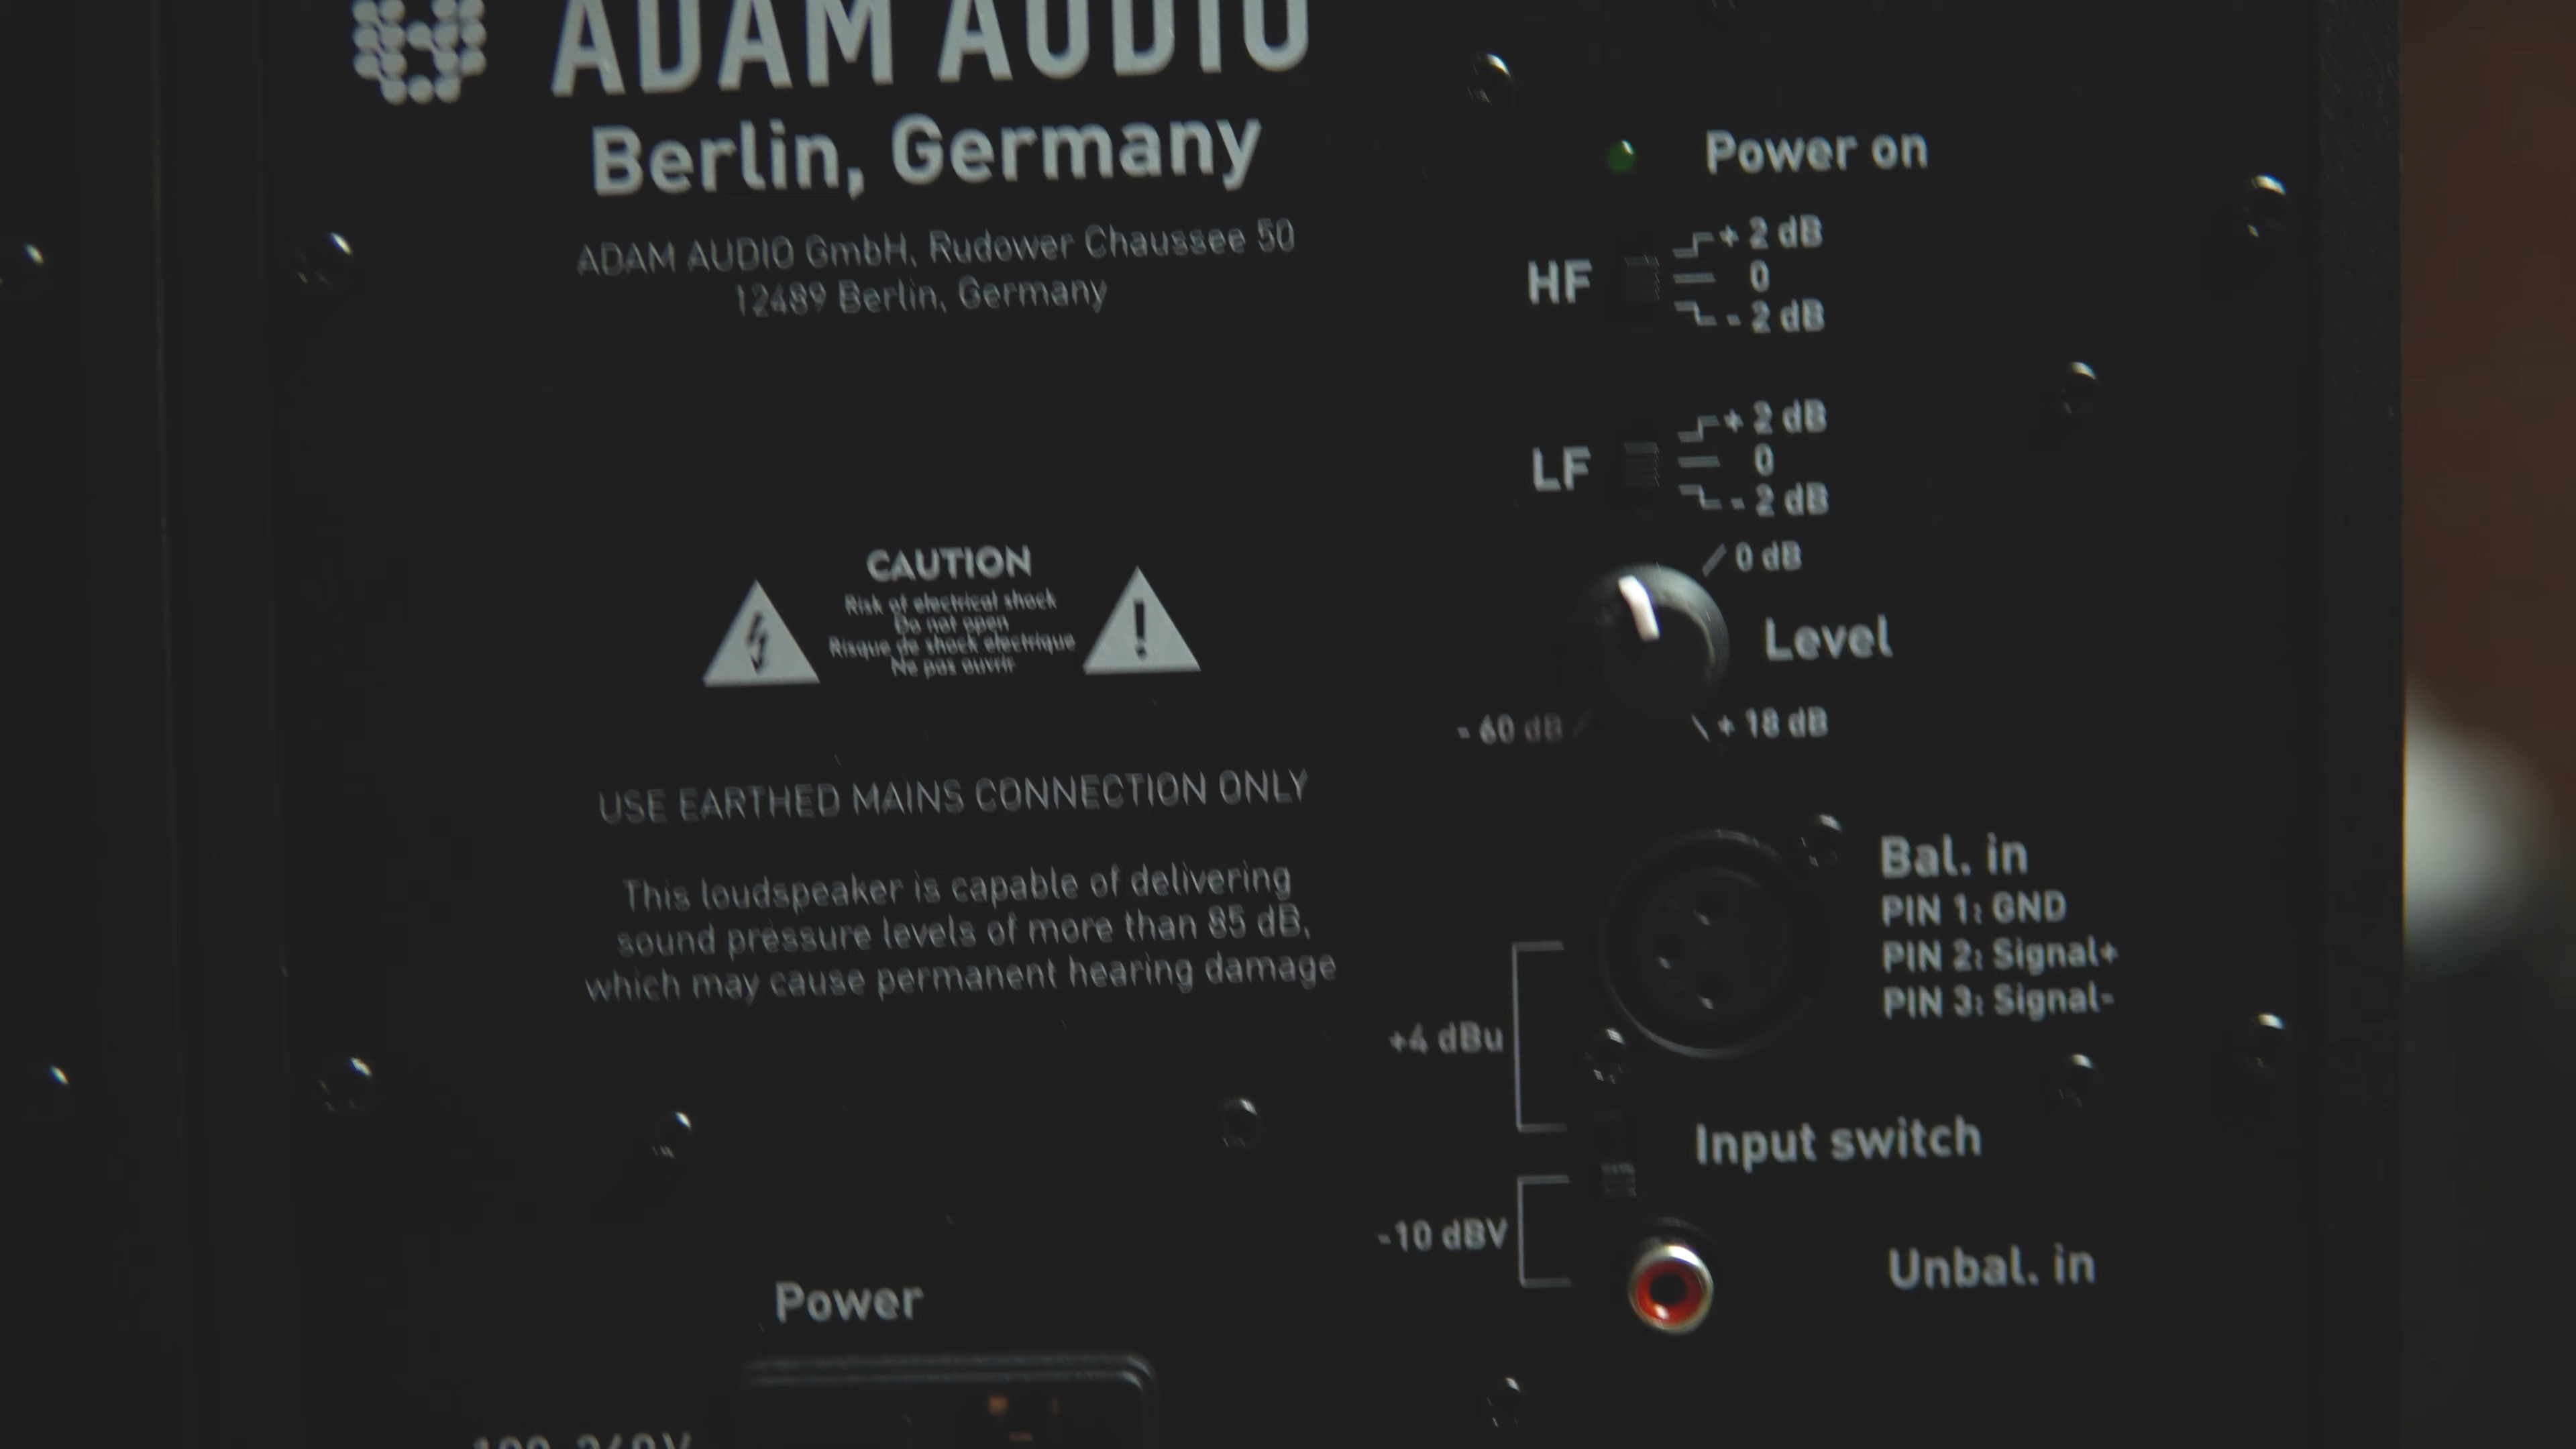 ADAM AUDIO
Berlin, Germany
ADAM AUDIO GmbH, Rudower Chaussee 50
12489 Berlin, Germany
CAUTION
Risk of electrical shock
Do not open
Risque de shock electrique
Ne pas ouvrir
USE EARTHED MAINS CONNECTION ONLY
This loudspeaker is capable of delivering
sound pressure levels of more than 85 dB,
which may cause permanent hearing damage
Power
Power on
HF
+ 2 dB
0
- 2 dB
LF
+ 2 dB
0
- 2 dB
0 dB
Level
- 60 dB
+ 18 dB
Bal. in
PIN 1: GND
PIN 2: Signal+
PIN 3: Signal-
+4 dBu
Input switch
-10 dBV
Unbal. in